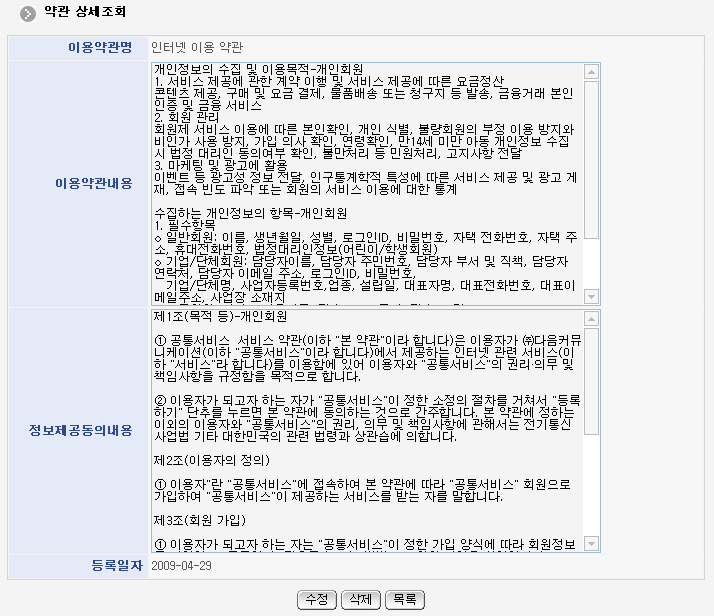 약관 상세조회
이용약관명
인터넷 이용 약관
이용약관내용
개인정보의 수집 및 이용목적-개인회원
1. 서비스 제공에 관한 계약 이행 및 서비스 제공에 따른 요금정산
콘텐츠 제공, 구매 및 요금 결제, 물품배송 또는 청구지 등 발송, 금융거래 본인
인증 및 금융 서비스
2. 회원 관리
회원제 서비스 이용에 따른 본인확인, 개인 식별, 불량회원의 부정 이용 방지와
비인가 사용 방지, 가입 의사 확인, 연령확인, 만14세 미만 아동 개인정보 수집
시 법정 대리인 동의여부 확인, 불만처리 등 민원처리, 고지사항 전달
3. 마케팅 및 광고에 활용
이벤트 등 광고성 정보 전달, 인구통계학적 특성에 따른 서비스 제공 및 광고 게
재, 접속 빈도 파악 또는 회원의 서비스 이용에 대한 통계
수집하는 개인정보의 항목-개인회원
1. 필수항목
ο 일반회원: 이름, 생년월일, 성별, 로그인ID, 비밀번호, 자택 전화번호, 자택 주
소, 휴대전화번호, 법정대리인정보(어린이/학생회원)
ο 기업/단체회원: 담당자이름, 담당자 주민번호, 담당자 부서 및 직책, 담당자
연락처, 담당자 이메일 주소, 로그인ID, 비밀번호,
기업/단체명, 사업자등록번호,업종, 설립일, 대표자명, 대표전화번호, 대표이
메일주소, 사업장 소재지
정보제공동의내용
제1조(목적 등)-개인회원
① 공통서비스 서비스 약관(이하 "본 약관"이라 합니다)은 이용자가 ㈜다음커뮤
니케이션(이하 "공통서비스"이라 합니다)에서 제공하는 인터넷 관련 서비스(이
하 "서비스"라 합니다)를 이용함에 있어 이용자와 "공통서비스"의 권리·의무 및
책임사항을 규정함을 목적으로 합니다.
② 이용자가 되고자 하는 자가 "공통서비스"이 정한 소정의 절차를 거쳐서 "등록
하기" 단추를 누르면 본 약관에 동의하는 것으로 간주합니다. 본 약관에 정하는
이외의 이용자와 "공통서비스"의 권리, 의무 및 책임사항에 관해서는 전기통신
사업법 기타 대한민국의 관련 법령과 상관습에 의합니다.
제2조(이용자의 정의)
① 이용자"란 "공통서비스"에 접속하여 본 약관에 따라 "공통서비스" 회원으로
가입하여 "공통서비스"이 제공하는 서비스를 받는 자를 말합니다.
제3조(회원 가입)
① 이용자가 되고자 하는 자는 "공통서비스"이 정한 가입 양식에 따라 회원정보
등록일자
2009-04-29
수정 삭제 목록